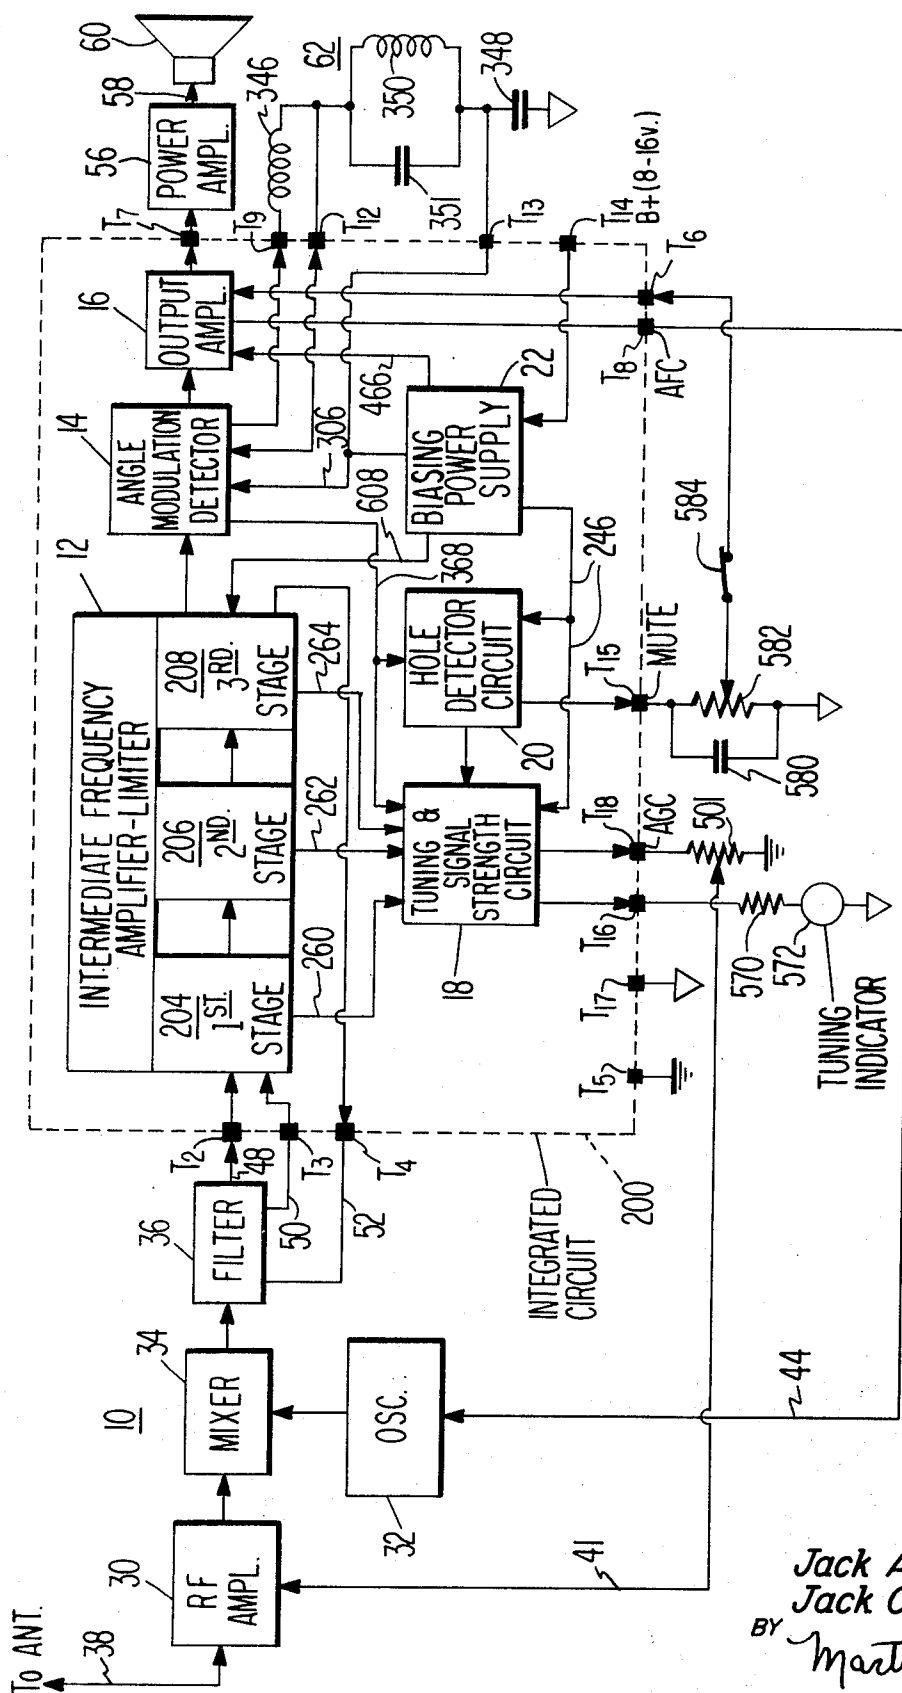 To ANT.
38
30
RF
AMPL.
10
34
MIXER
32
OSC.
36
FILTER
48
50
52
T2
T3
T4
41
44
INTEGRATED
CIRCUIT
200
12
INTERMEDIATE FREQUENCY
AMPLIFIER-LIMITER
204
1ST.
STAGE
206
2ND.
STAGE
208
3RD.
STAGE
260
262
264
14
ANGLE
MODULATION
DETECTOR
16
OUTPUT
AMPL.
T7
56
POWER
AMPL.
58
60
T9
346
T12
62
350
351
T13
348
T14
B+(8-16v.)
306
466
608
368
22
BIASING
POWER
SUPPLY
HOLE
DETECTOR
CIRCUIT
20
246
TUNING &
SIGNAL
STRENGTH
CIRCUIT
18
T5
T17
T16
T18
AGC
T15
MUTE
T8
AFC
T6
501
570
572
TUNING
INDICATOR
580
582
584
Jack
Jack
BY